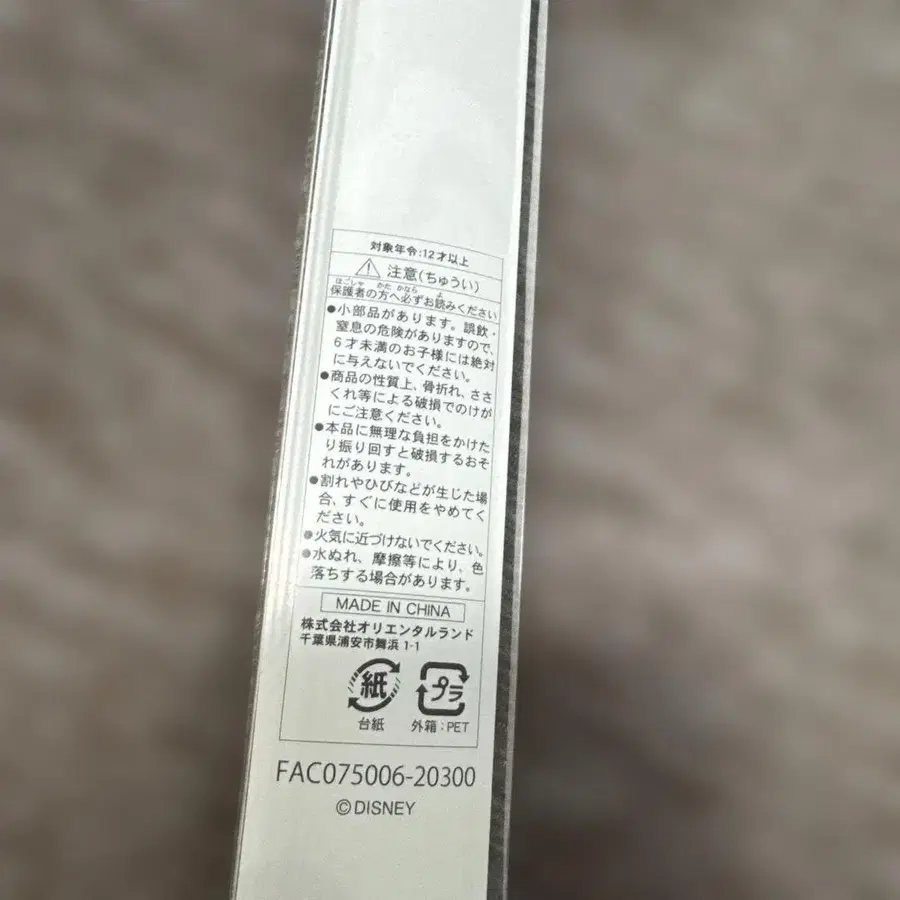 対象年令:12才以上
注意(ちゅうい)
ほごしゃ かた かなら よ
保護者の方へ必ずお読みください
●小部品があります。誤飲・
窒息の危険がありますので、
6才未満のお子様には絶対
に与えないでください。
●商品の性質上、骨折れ、ささ
くれ等による破損でのけが
にご注意ください。
●本品に無理な負担をかけた
り振り回すと破損するおそ
れがあります。
●割れやひびなどが生じた場
合、すぐに使用をやめてく
ださい。
●火気に近づけないでください。
●水ぬれ、摩擦等により、色
落ちする場合があります。
MADE IN CHINA
株式会社オリエンタルランド
千葉県浦安市舞浜 1-1
紙 プラ
台紙 外箱:PET
FAC075006-20300
©DISNEY